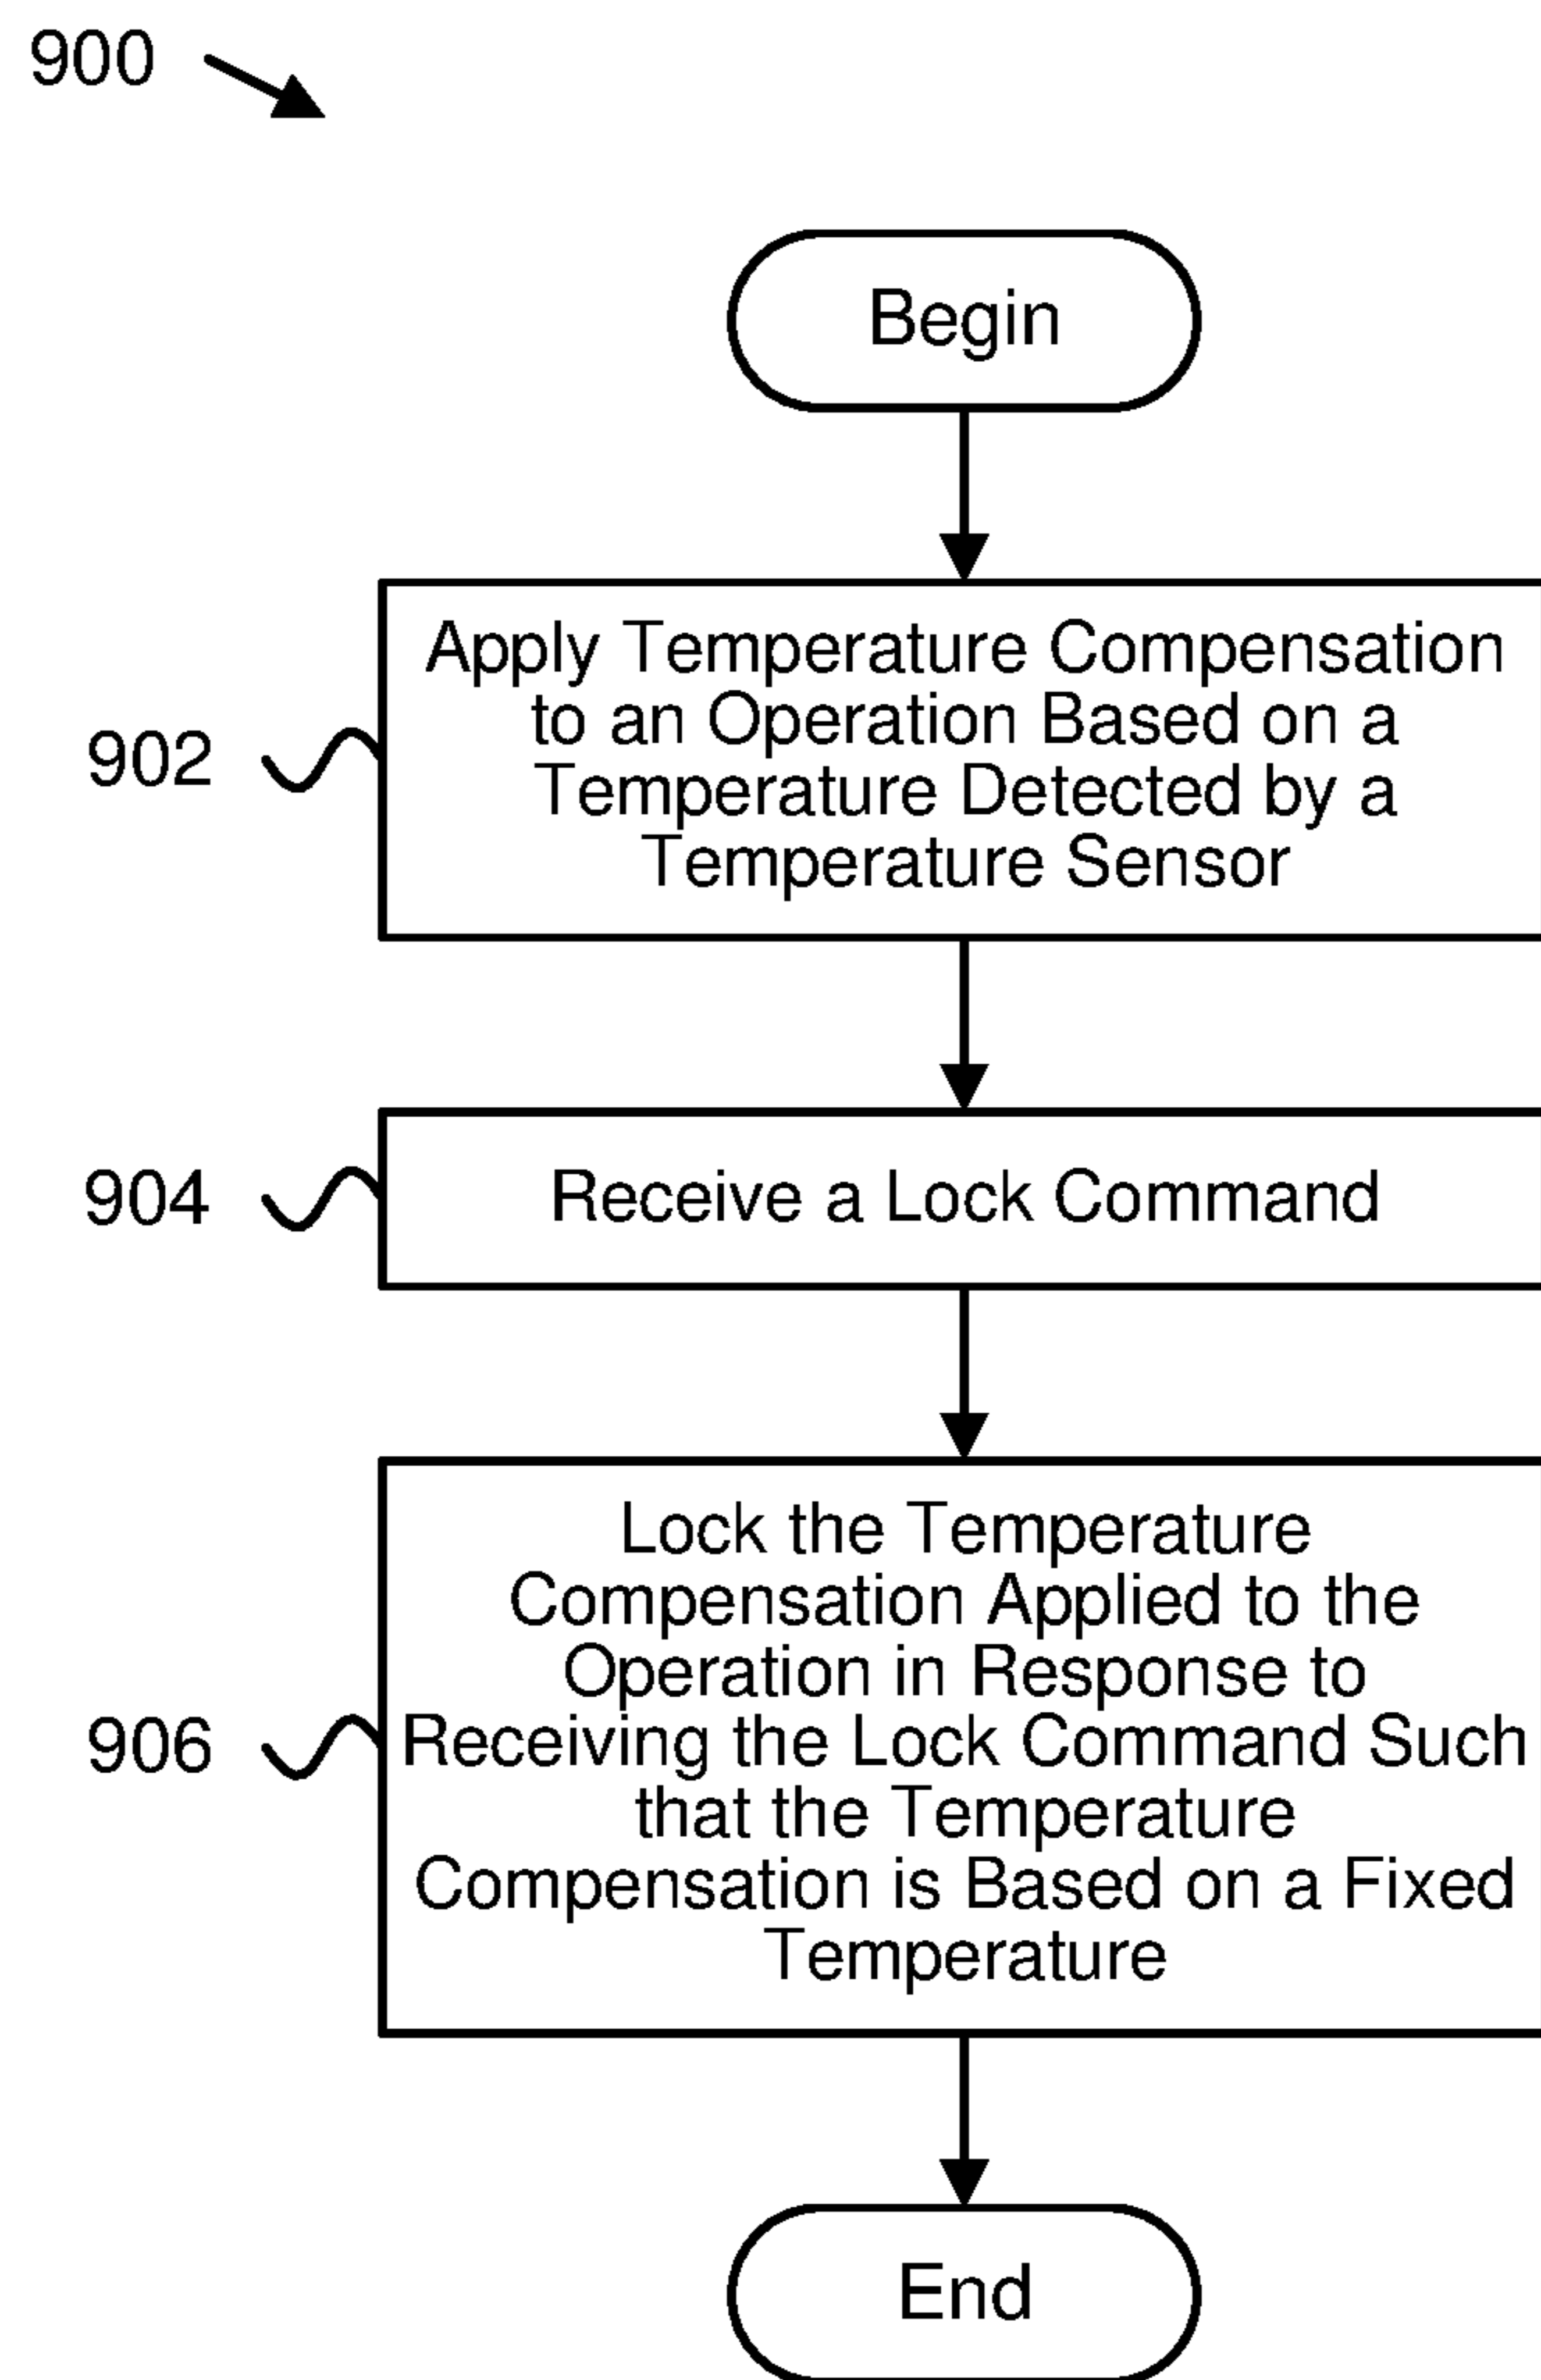 900
Begin
902
Apply Temperature Compensation
to an Operation Based on a
Temperature Detected by a
Temperature Sensor
904
Receive a Lock Command
906
Lock the Temperature
Compensation Applied to the
Operation in Response to
Receiving the Lock Command Such
that the Temperature
Compensation is Based on a Fixed
Temperature
End